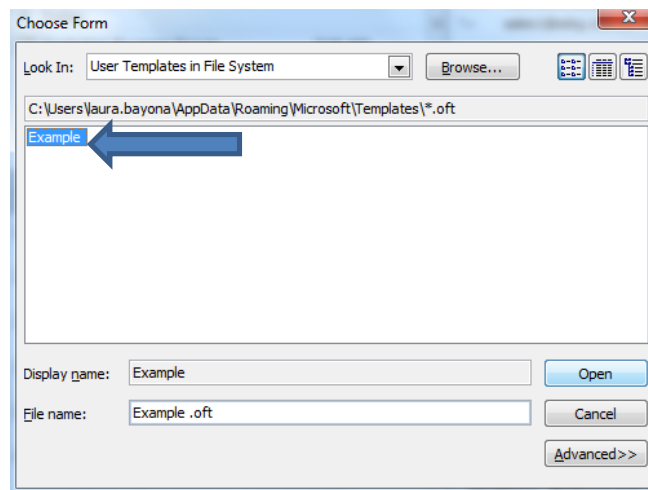 Choose Form
Look In: User Templates in File System Browse...
C:\Users\laura.bayona\AppData\Roaming\Microsoft\Templates\*.oft
Example
Display name: Example Open
File name: Example .oft Cancel
Advanced>>